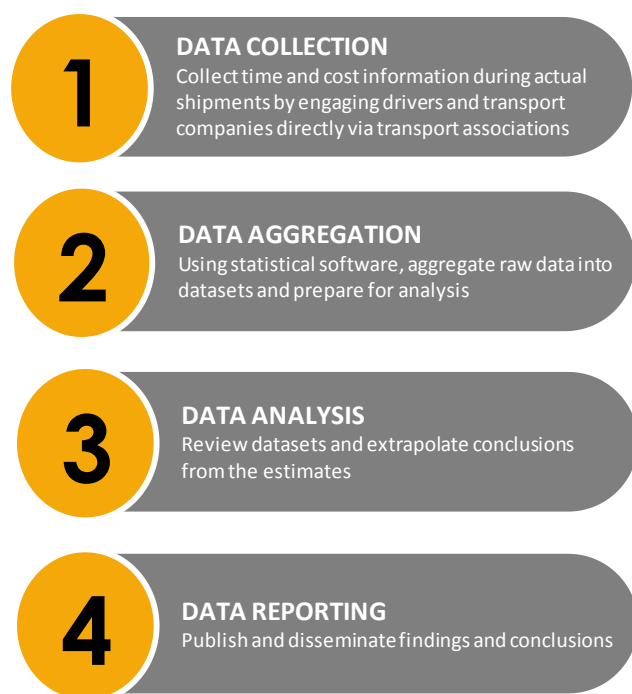 1
DATA COLLECTION
Collect time and cost information during actual
shipments by engaging drivers and transport
companies directly via transport associations
2
DATA AGGREGATION
Using statistical software, aggregate raw data into
datasets and prepare for analysis
3
DATA ANALYSIS
Review datasets and extrapolate conclusions
from the estimates
4
DATA REPORTING
Publish and disseminate findings and conclusions